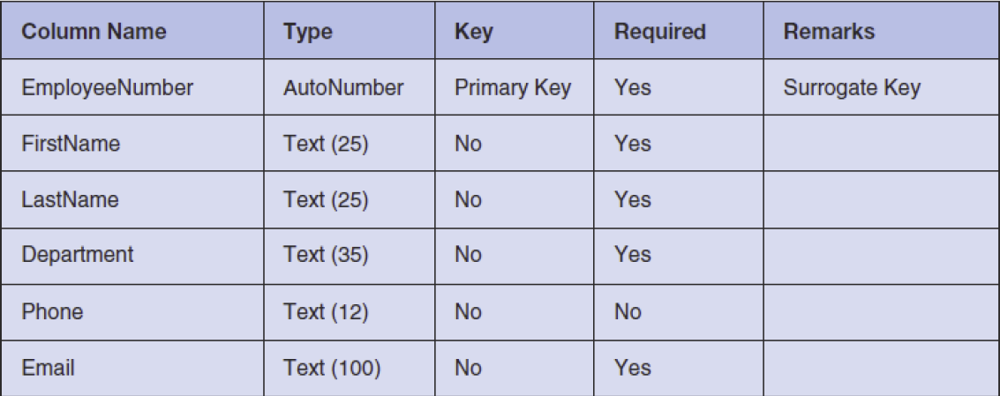 Column Name Type Key Required Remarks
EmployeeNumber AutoNumber Primary Key Yes Surrogate Key
FirstName Text (25) No Yes
LastName Text (25) No Yes
Department Text (35) No Yes
Phone Text (12) No No
Email Text (100) No Yes